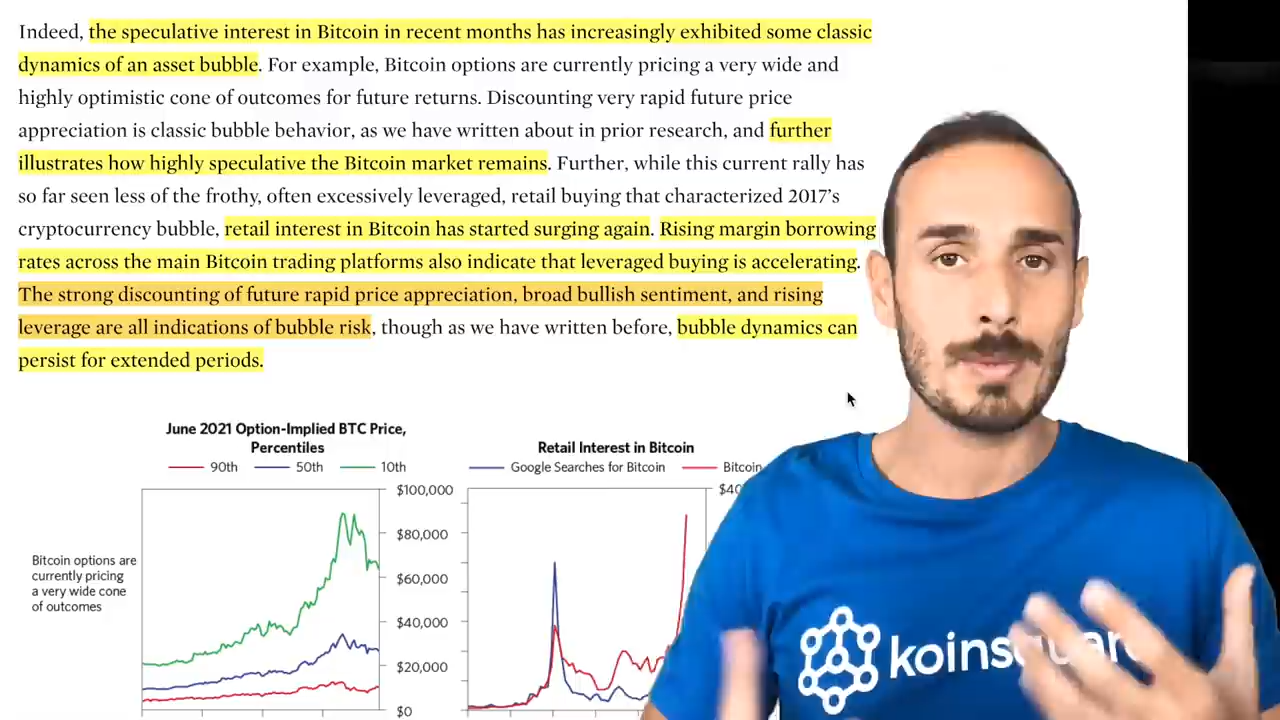 Indeed, the speculative interest in Bitcoin in recent months has increasingly exhibited some classic
dynamics of an asset bubble. For example, Bitcoin options are currently pricing a very wide and
highly optimistic cone of outcomes for future returns. Discounting very rapid future price
appreciation is classic bubble behavior, as we have written about in prior research, and further
illustrates how highly speculative the Bitcoin market remains. Further, while this current rally has
so far seen less of the frothy, often excessively leveraged, retail buying that characterized 2017's
cryptocurrency bubble, retail interest in Bitcoin has started surging again. Rising margin borrowing
rates across the main Bitcoin trading platforms also indicate that leveraged buying is accelerating.
The strong discounting of future rapid price appreciation, broad bullish sentiment, and rising
leverage are all indications of bubble risk, though as we have written before, bubble dynamics can
persist for extended periods.
June 2021 Option-Implied BTC Price,
Percentiles
90th 50th 10th
Bitcoin options are
currently pricing
a very wide cone
of outcomes
$100,000
$80,000
$60,000
$40,000
$20,000
$0
Retail Interest in Bitcoin
Google Searches for Bitcoin Bitcoin